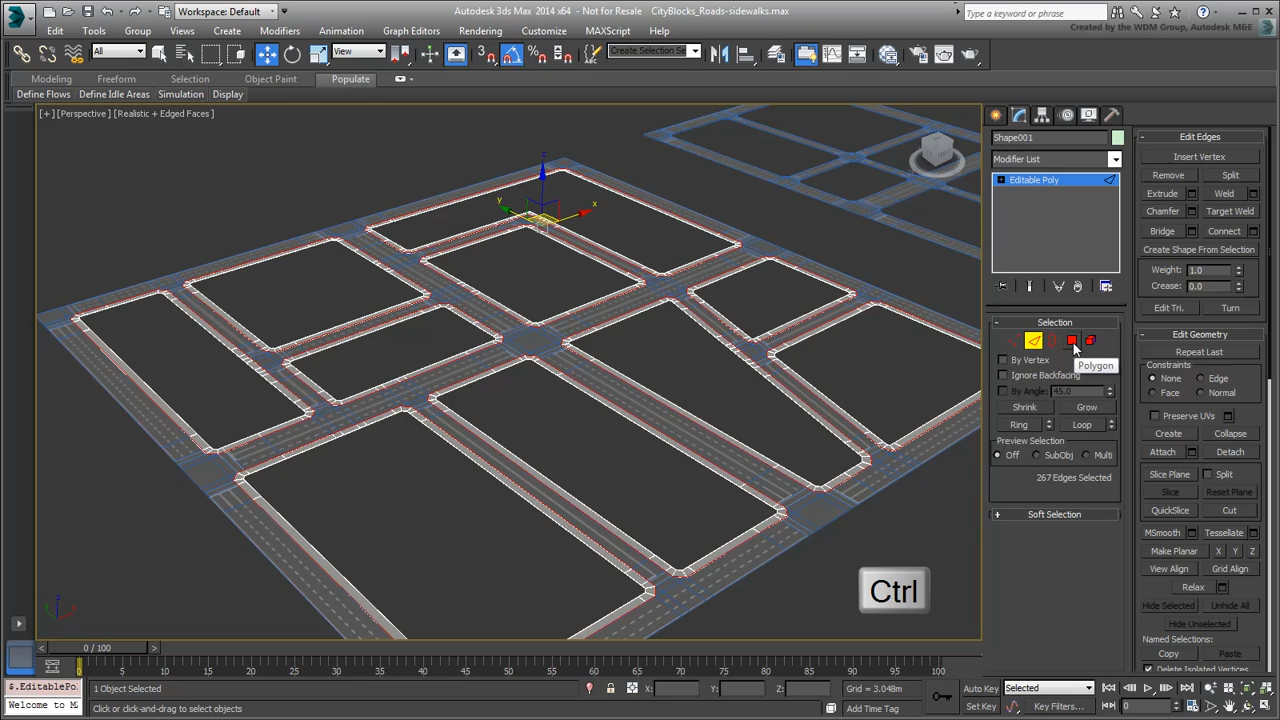 Workspace: Default
Autodesk 3ds Max 2014 x64 - Not for Resale CityBlocks_Roads-sidewalks.max
Type a keyword or phrase
Created by the WDM Group, Autodesk M&E
Edit Tools Group Views Create Modifiers Animation Graph Editors Rendering Customize MAXScript Help
All
View
Create Selection Se
Modeling Freeform Selection Object Paint Populate
Define Flows Define Idle Areas Simulation Display
[+] [Perspective] [Realistic + Edged Faces]
z
y
x
Ctrl
Shape001
Modifier List
Editable Poly
Selection
Polygon
By Vertex
Ignore Backfacing
By Angle: 45.0
Shrink Grow
Ring Loop
Preview Selection
Off SubObj Multi
267 Edges Selected
Soft Selection
Edit Edges
Insert Vertex
Remove Split
Extrude Weld
Chamfer Target Weld
Bridge Connect
Create Shape From Selection
Weight: 1.0
Crease: 0.0
Edit Tri. Turn
Edit Geometry
Repeat Last
Constraints
None Edge
Face Normal
Preserve UVs
Create Collapse
Attach Detach
Slice Plane Split
Slice Reset Plane
QuickSlice Cut
MSmooth Tessellate
Make Planar X Y Z
View Align Grid Align
Relax
Hide Selected Unhide All
Hide Unselected
Named Selections:
Copy Paste
Delete Isolated Vertices
0 / 100
0 5 10 15 20 25 30 35 40 45 50 55 60 65 70 75 80 85 90 95 100
$.EditablePo
Welcome to M
1 Object Selected
Click or click-and-drag to select objects
X: Y: Z: Grid = 3.048m
Add Time Tag
Auto Key Selected
Set Key Key Filters... 0